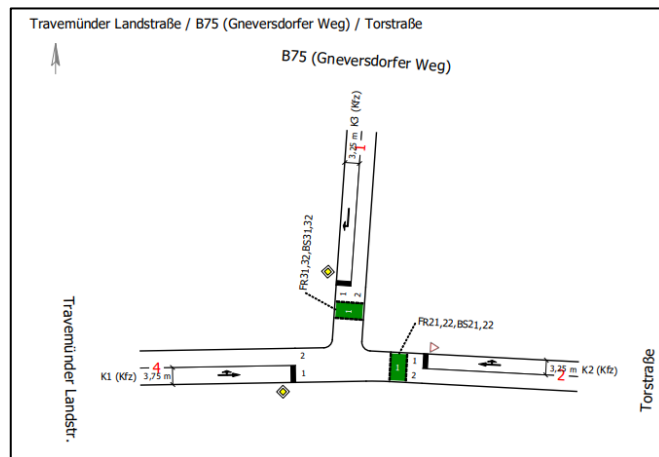 Travemünder Landstraße / B75 (Gneversdorfer Weg) / Torstraße
B75 (Gneversdorfer Weg)
K3 (Kfz)
3,25 m
1
FR31,32,BS31,32
1 2
1
FR21,22,BS21,22
Travemünder Landstr.
K1 (Kfz)
4
3,75 m
2
1
1
1
2
3,25 m
2
K2 (Kfz)
Torstraße